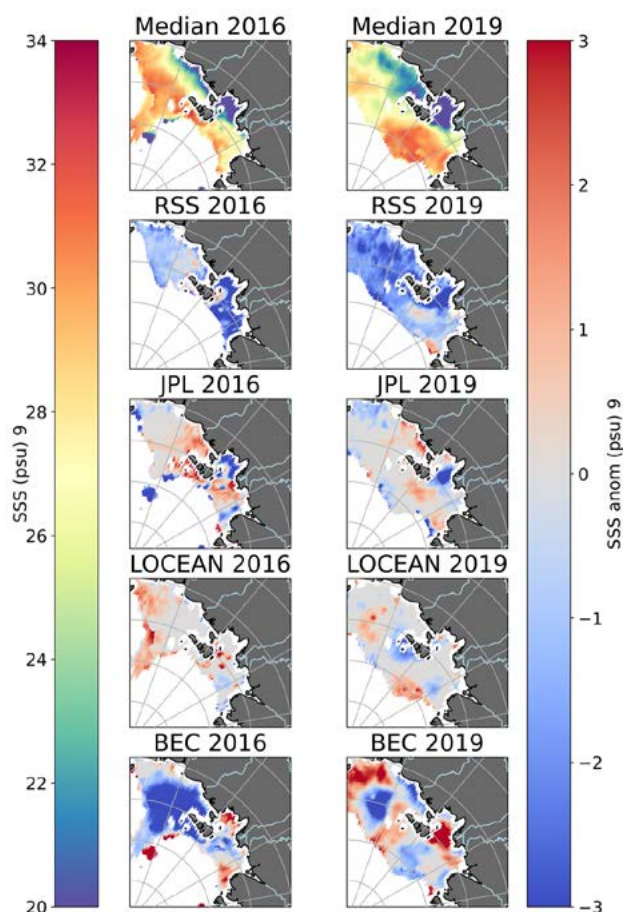 Median 2016
Median 2019
RSS 2016
RSS 2019
JPL 2016
JPL 2019
LOCEAN 2016
LOCEAN 2019
BEC 2016
BEC 2019
34
32
30
28
26
24
22
20
SSS (psu) 9
3
2
1
0
−1
−2
−3
SSS anom (psu) 9